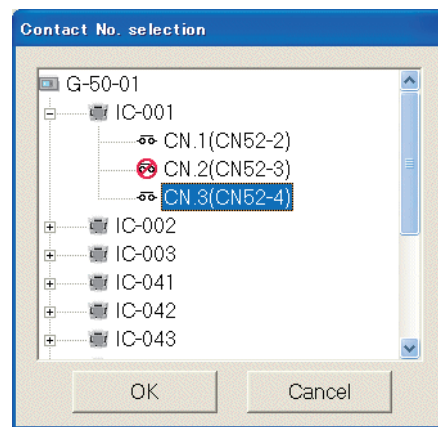 Contact No. selection
G-50-01
IC-001
CN.1(CN52-2)
CN.2(CN52-3)
CN.3(CN52-4)
IC-002
IC-003
IC-041
IC-042
IC-043
OK Cancel